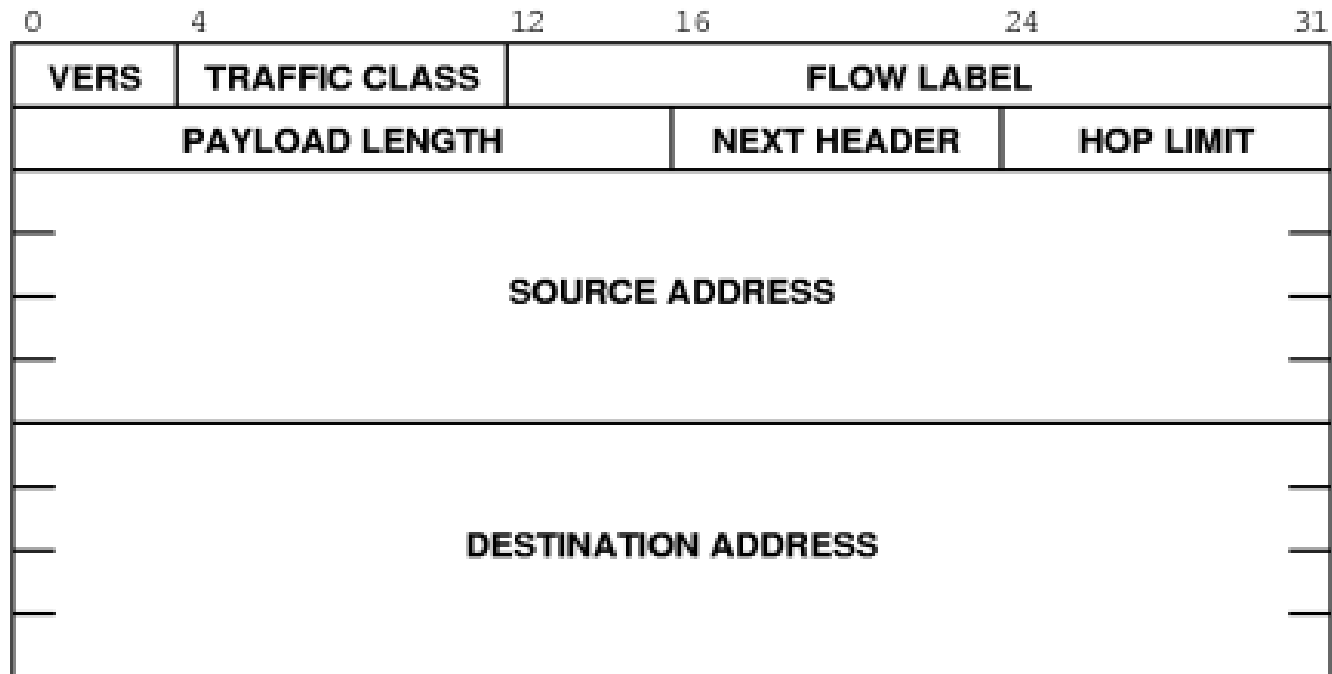 0 4 12 16 24 31
VERS TRAFFIC CLASS FLOW LABEL
PAYLOAD LENGTH NEXT HEADER HOP LIMIT
SOURCE ADDRESS
DESTINATION ADDRESS